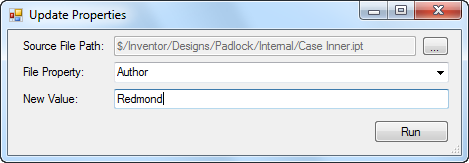 Update Properties
Source File Path: $/Inventor/Designs/Padlock/Internal/Case Inner.ipt ...
File Property: Author
New Value: Redmond
Run